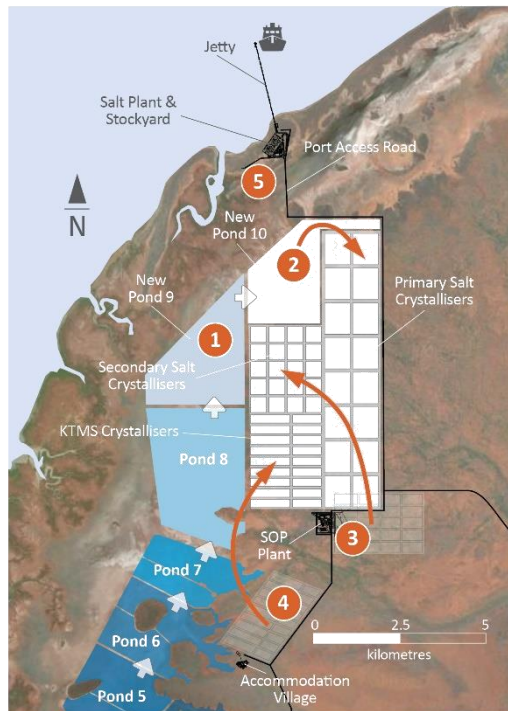 Jetty
Salt Plant &
Stockyard
Port Access Road
5
N
New
Pond 10
2
New
Pond 9
Primary Salt
Crystallisers
1
Secondary Salt
Crystallisers
KTMS Crystallisers
Pond 8
SOP
Plant
3
Pond 7
4
Pond 6
0 2.5 5
kilometres
Pond 5
Accommodation
Village